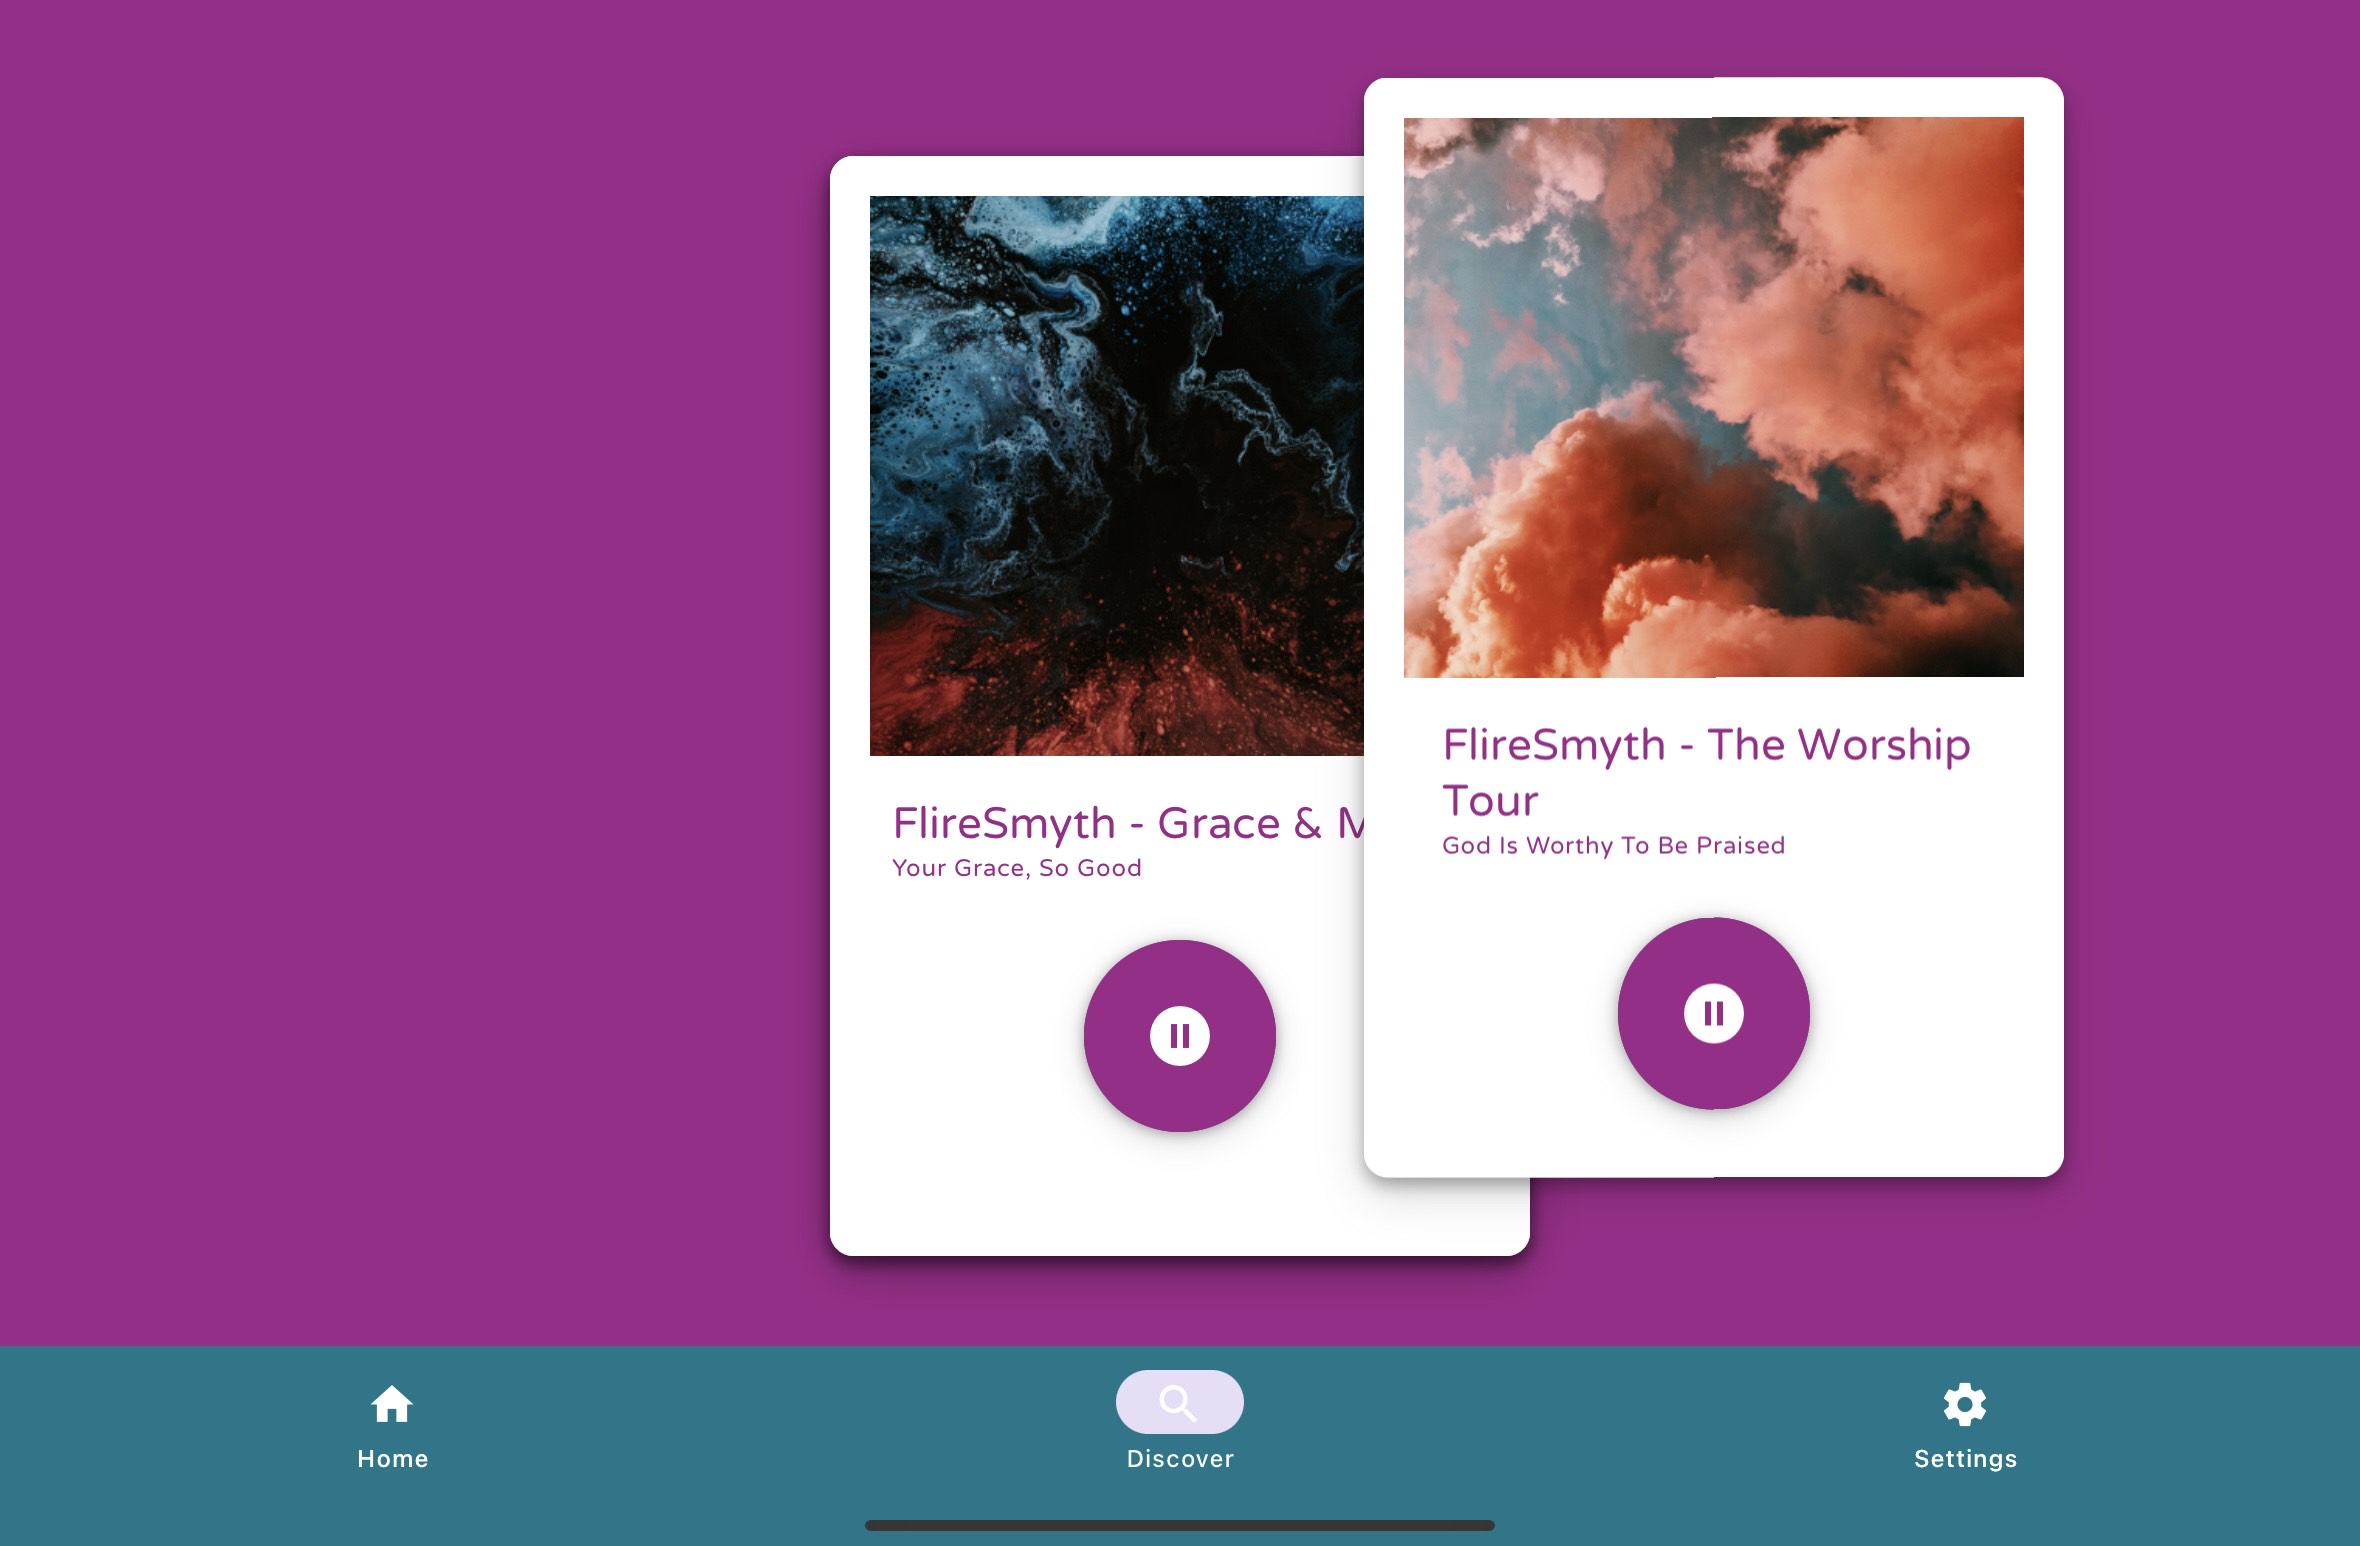 FlireSmyth - Grace &
Your Grace, So Good
FlireSmyth - The Worship
Tour
God Is Worthy To Be Praised
Home
Discover
Settings